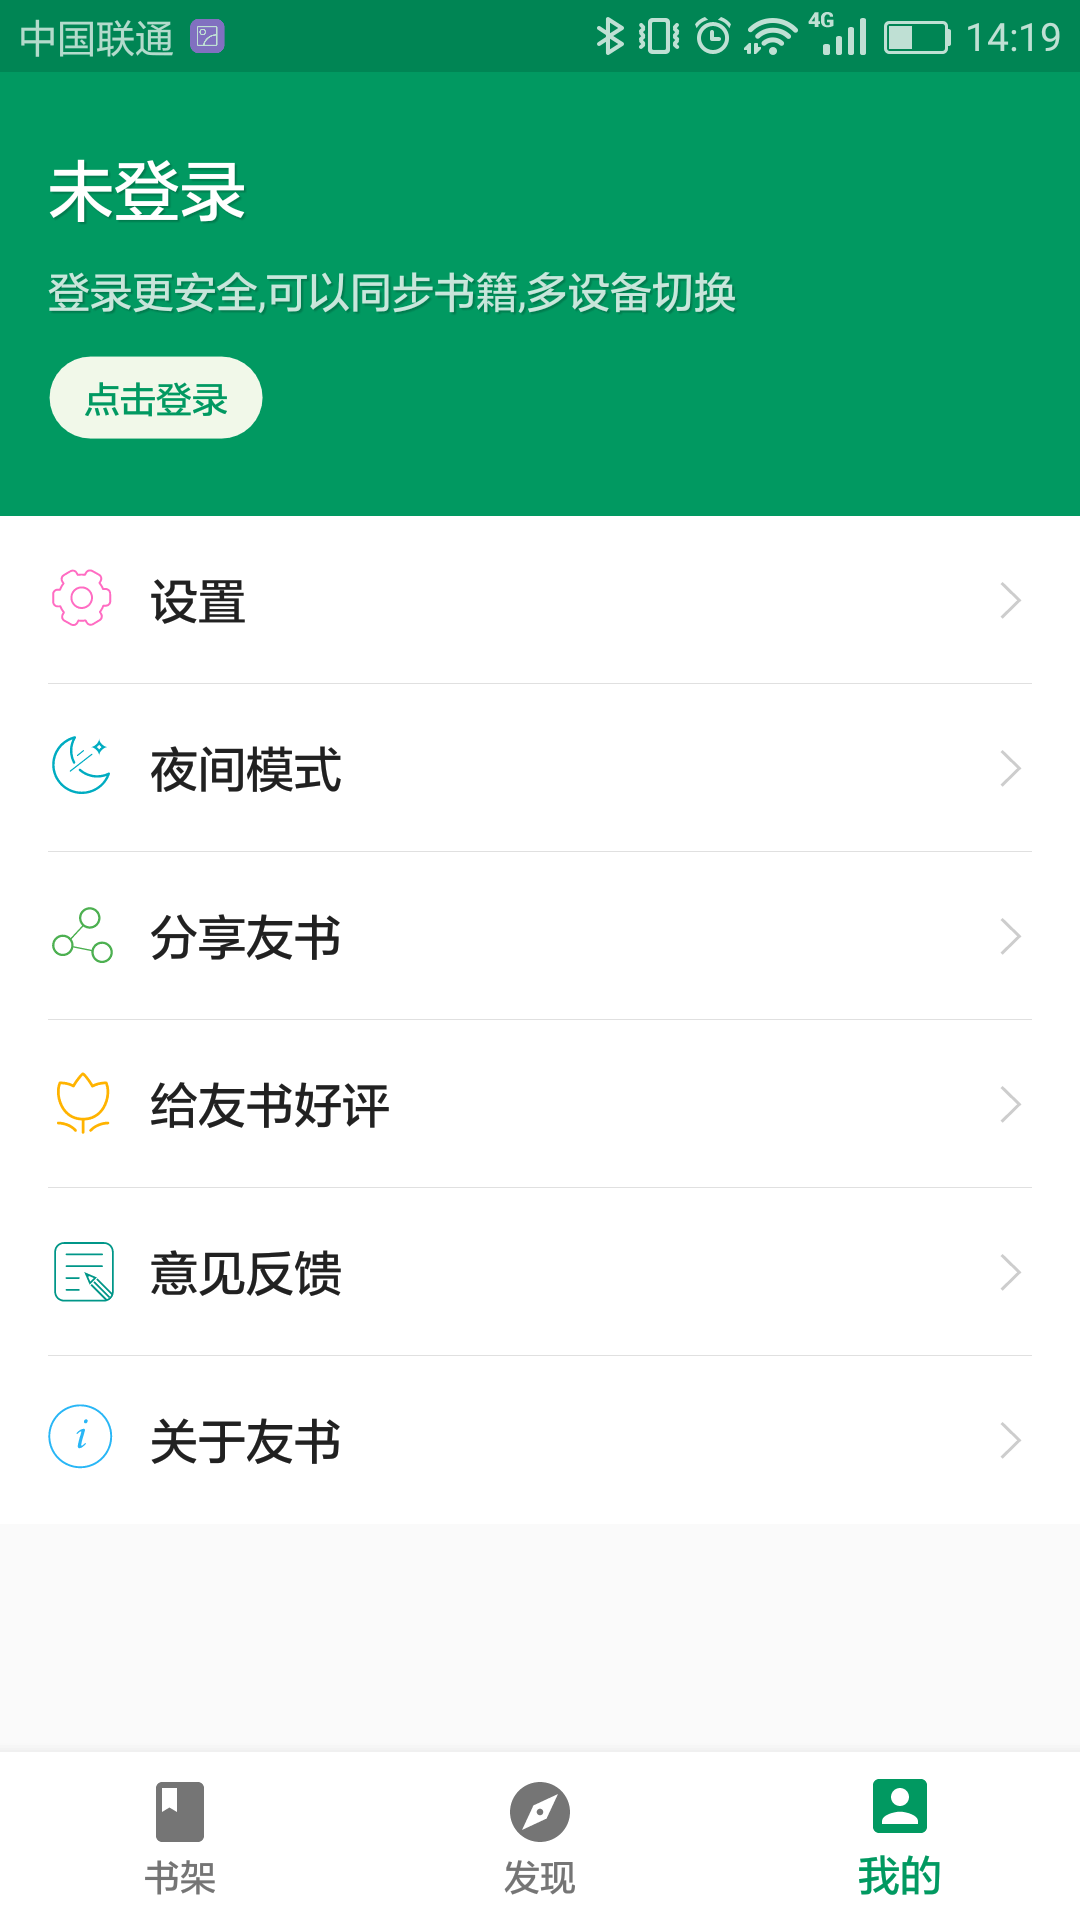 中国联通 4G 14:19
未登录
登录更安全,可以同步书籍,多设备切换
点击登录
设置
夜间模式
分享友书
给友书好评
意见反馈
i 关于友书
书架 发现 我的